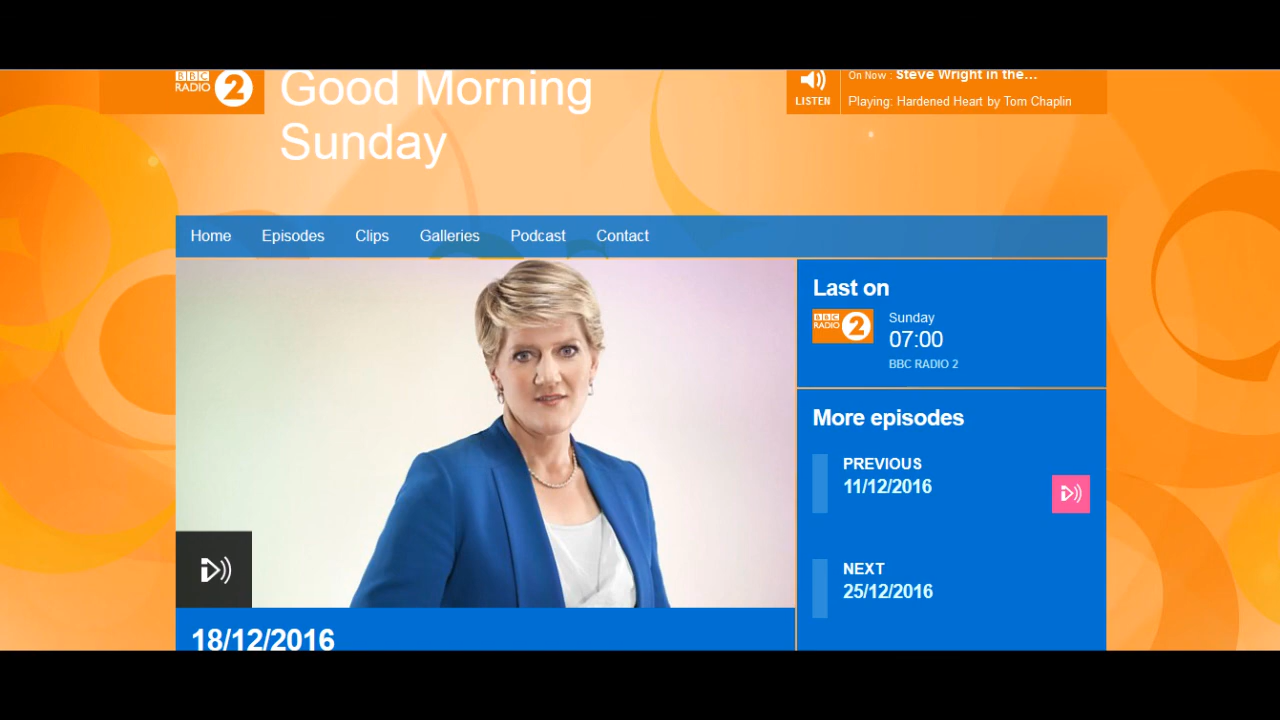 BBC
RADIO 2
Good Morning
Sunday
LISTEN
On Now : Steve Wright in the...
Playing: Hardened Heart by Tom Chaplin
Home Episodes Clips Galleries Podcast Contact
Last on
BBC
RADIO 2
Sunday
07:00
BBC RADIO 2
More episodes
PREVIOUS
11/12/2016
NEXT
25/12/2016
18/12/2016